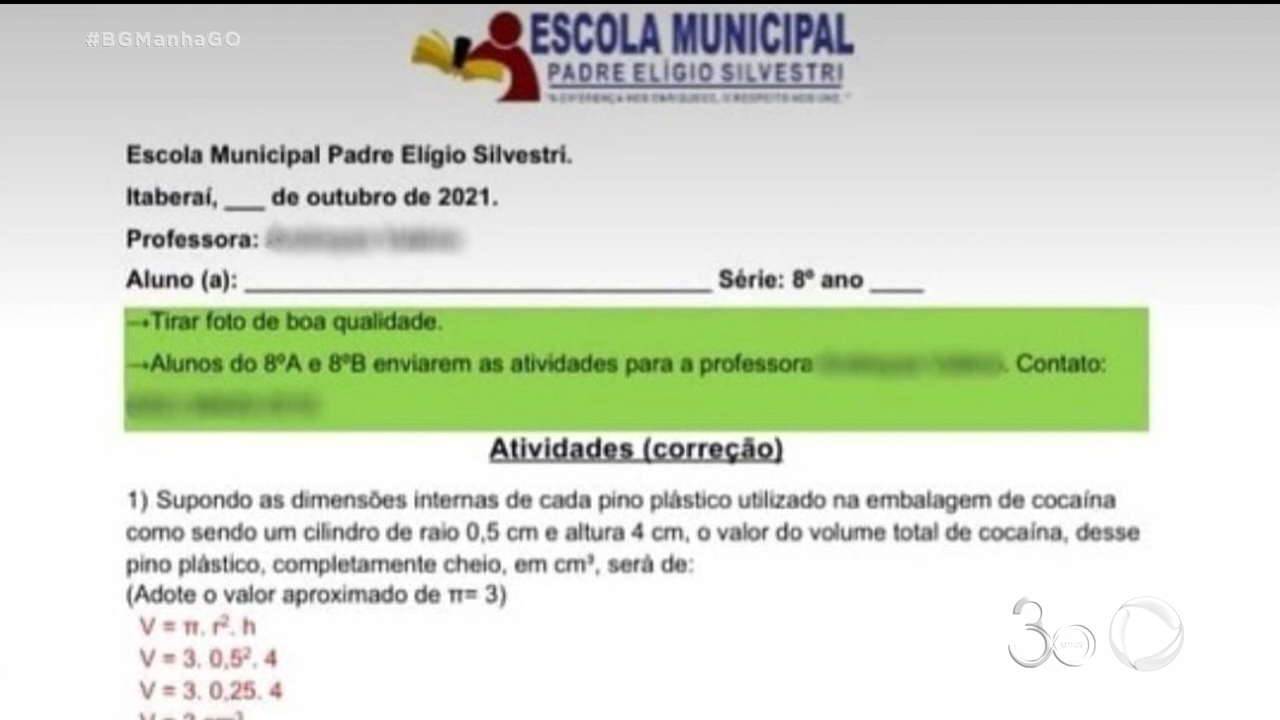 #BGManhaGO
ESCOLA MUNICIPAL
PADRE ELÍGIO SILVESTRI
Escola Municipal Padre Elígio Silvestri.
Itaberaí, ___ de outubro de 2021.
Professora:
Aluno (a): __________________________________ Série: 8º ano ____
→Tirar foto de boa qualidade.
→Alunos do 8ºA e 8ºB enviarem as atividades para a professora . Contato:
Atividades (correção)
1) Supondo as dimensões internas de cada pino plástico utilizado na embalagem de cocaína
como sendo um cilindro de raio 0,5 cm e altura 4 cm, o valor do volume total de cocaína, desse
pino plástico, completamente cheio, em cm³, será de:
(Adote o valor aproximado de π= 3)
V = π. r². h
V = 3. 0,5². 4
V = 3. 0,25. 4
30 anos